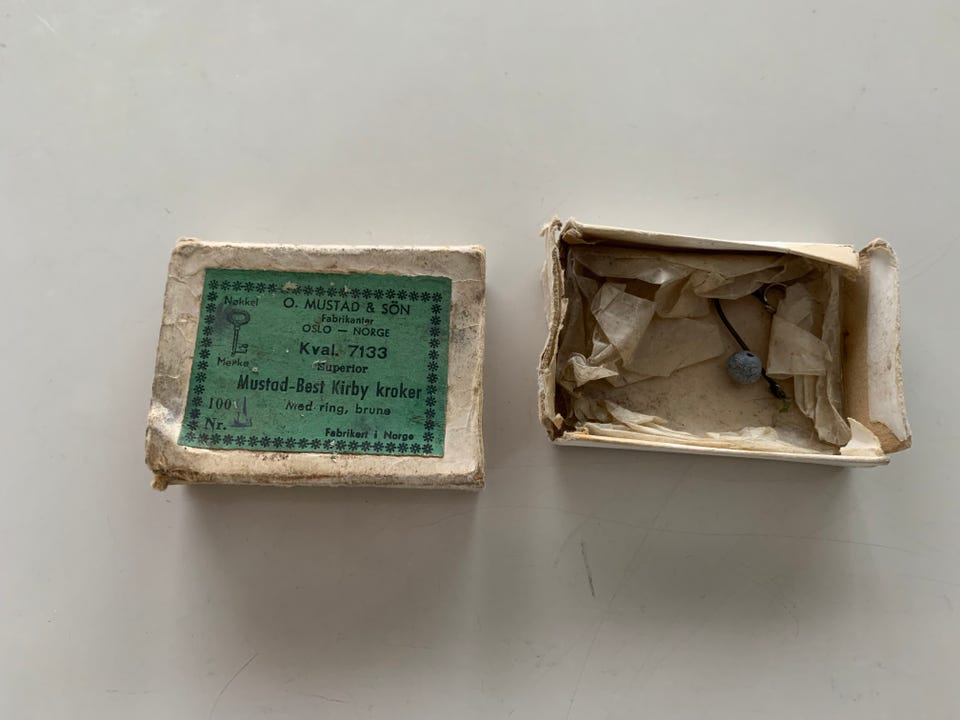 Nøkkel
Merke
O. MUSTAD & SÖN
Fabrikanter
OSLO — NORGE
Kval. 7133
Superior
Mustad-Best Kirby kroker
Med ring, brune
100
Nr.
Fabrikert i Norge